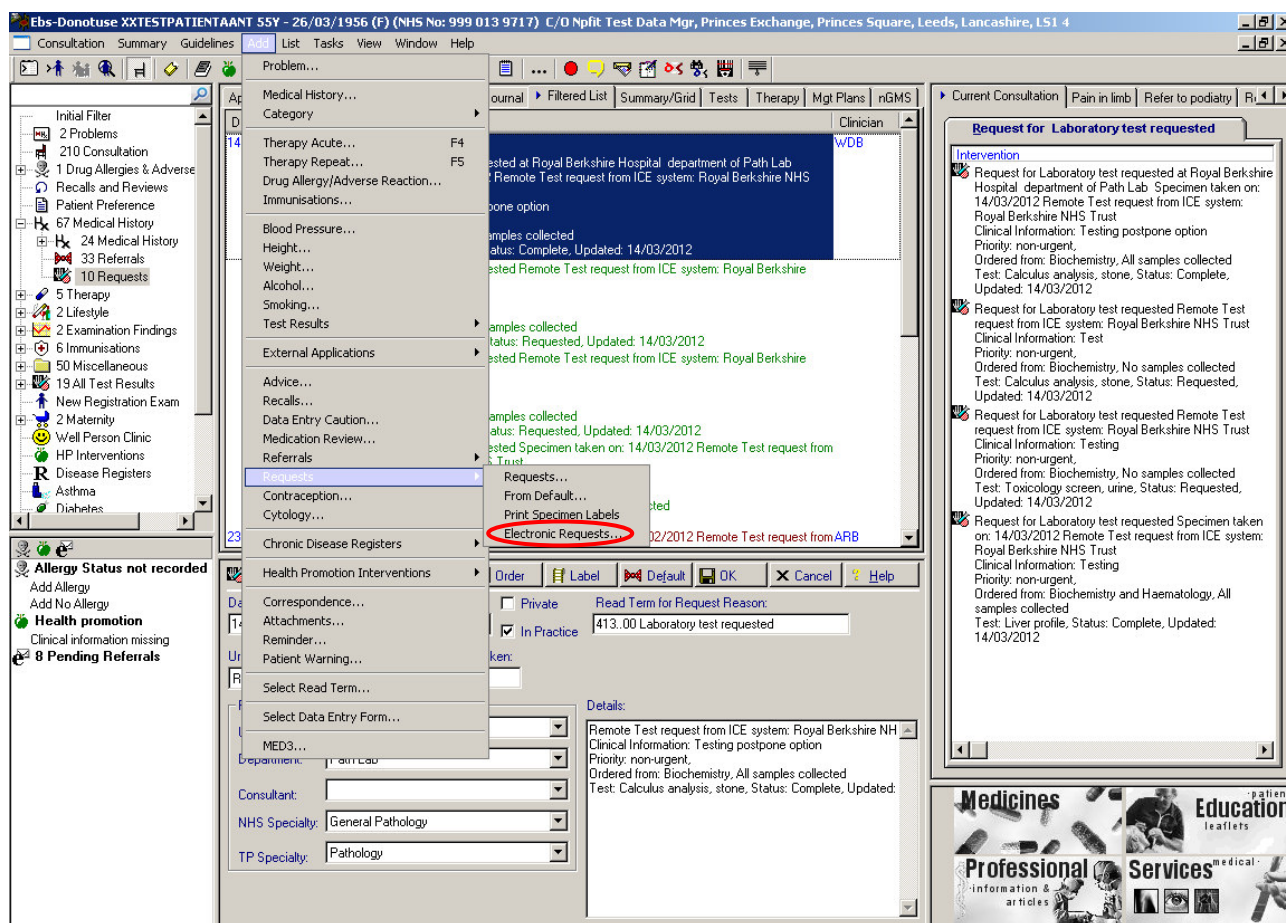 Ebs-Donotuse XXTESTPATIENTAANT 55Y - 26/03/1956 (F) (NHS No: 999 013 9717) C/O Npfit Test Data Mgr, Princes Exchange, Princes Square, Leeds, Lancashire, LS1 4
Consultation Summary Guidelines Add List Tasks View Window Help
Initial Filter
2 Problems
210 Consultation
1 Drug Allergies & Adverse
Recalls and Reviews
Patient Preference
67 Medical History
24 Medical History
33 Referrals
10 Requests
5 Therapy
2 Lifestyle
2 Examination Findings
6 Immunisations
50 Miscellaneous
19 All Test Results
New Registration Exam
2 Maternity
Well Person Clinic
HP Interventions
Disease Registers
Asthma
Diabetes
Allergy Status not recorded
Add Allergy
Add No Allergy
Health promotion
Clinical information missing
8 Pending Referrals
Problem...
Medical History...
Category
Therapy Acute... F4
Therapy Repeat... F5
Drug Allergy/Adverse Reaction...
Immunisations...
Blood Pressure...
Height...
Weight...
Alcohol...
Smoking...
Test Results
External Applications
Advice...
Recalls...
Data Entry Caution...
Medication Review...
Referrals
Requests
Contraception...
Cytology...
Chronic Disease Registers
Health Promotion Interventions
Correspondence...
Attachments...
Reminder...
Patient Warning...
Select Read Term...
Select Data Entry Form...
MED3...
Requests...
From Default...
Print Specimen Labels
Electronic Requests...
ournal Filtered List Summary/Grid Tests Therapy Mgt Plans nGMS
Clinician
14 WDB
ested at Royal Berkshire Hospital department of Path Lab
Remote Test request from ICE system: Royal Berkshire NHS
pone option
amples collected
atus: Complete, Updated: 14/03/2012
ested Remote Test request from ICE system: Royal Berkshire
amples collected
tatus: Requested, Updated: 14/03/2012
ested Remote Test request from ICE system: Royal Berkshire
amples collected
atus: Requested, Updated: 14/03/2012
ested Specimen taken on: 14/03/2012 Remote Test request from
S Trust
cted
23 02/2012 Remote Test request from ARB
Order Label Default OK Cancel Help
Private Read Term for Request Reason:
In Practice 413..00 Laboratory test requested
ken:
Department: Path Lab
Consultant:
NHS Specialty: General Pathology
TP Specialty: Pathology
Details:
Remote Test request from ICE system: Royal Berkshire NH
Clinical Information: Testing postpone option
Priority: non-urgent,
Ordered from: Biochemistry, All samples collected
Test: Calculus analysis, stone, Status: Complete, Updated:
Current Consultation Pain in limb Refer to podiatry
Request for Laboratory test requested
Intervention
Request for Laboratory test requested at Royal Berkshire
Hospital department of Path Lab Specimen taken on:
14/03/2012 Remote Test request from ICE system:
Royal Berkshire NHS Trust
Clinical Information: Testing postpone option
Priority: non-urgent,
Ordered from: Biochemistry, All samples collected
Test: Calculus analysis, stone, Status: Complete,
Updated: 14/03/2012
Request for Laboratory test requested Remote Test
request from ICE system: Royal Berkshire NHS Trust
Clinical Information: Test
Priority: non-urgent,
Ordered from: Biochemistry, No samples collected
Test: Calculus analysis, stone, Status: Requested,
Updated: 14/03/2012
Request for Laboratory test requested Remote Test
request from ICE system: Royal Berkshire NHS Trust
Clinical Information: Testing
Priority: non-urgent,
Ordered from: Biochemistry, No samples collected
Test: Toxicology screen, urine, Status: Requested,
Updated: 14/03/2012
Request for Laboratory test requested Specimen taken
on: 14/03/2012 Remote Test request from ICE system:
Royal Berkshire NHS Trust
Clinical Information: Testing
Priority: non-urgent,
Ordered from: Biochemistry and Haematology, All
samples collected
Test: Liver profile, Status: Complete, Updated:
14/03/2012
Medicines
·patien
Education
leaflets
Professional
·information &
articles
Services medical·